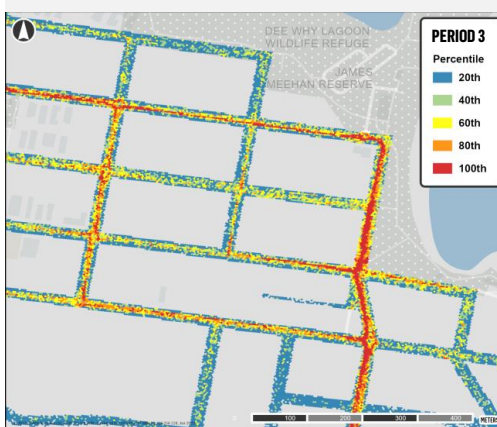 DEE WHY LAGOON
WILDLIFE REFUGE
JAMES
MEEHAN RESERVE
PERIOD 3
Percentile
20th
40th
60th
80th
100th
100
200
300
400
METERS